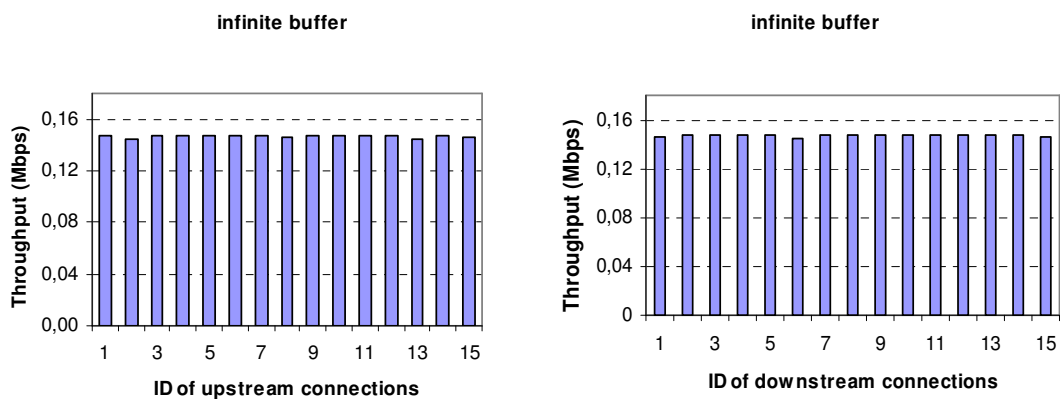 infinite buffer
Throughput (Mbps)
0,16
0,12
0,08
0,04
0,00
1 3 5 7 9 11 13 15
ID of upstream connections
infinite buffer
Throughput (Mbps)
0,16
0,12
0,08
0,04
0
1 3 5 7 9 11 13 15
ID of downstream connections